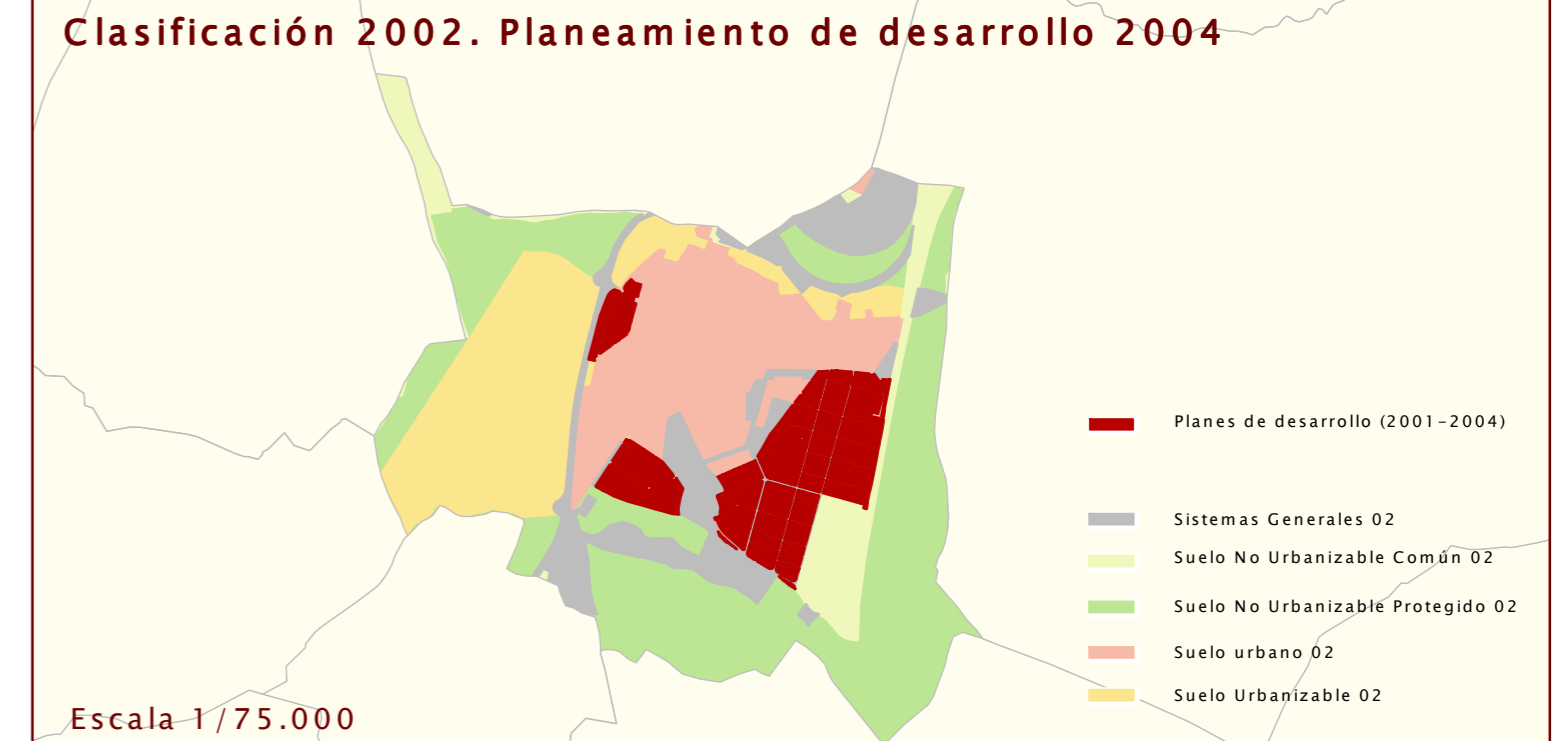 Clasificación 2002. Planeamiento de desarrollo 2004
Planes de desarrollo (2001-2004)
Sistemas Generales 02
Suelo No Urbanizable Común 02
Suelo No Urbanizable Protegido 02
Suelo urbano 02
Suelo Urbanizable 02
Escala 1/75.000